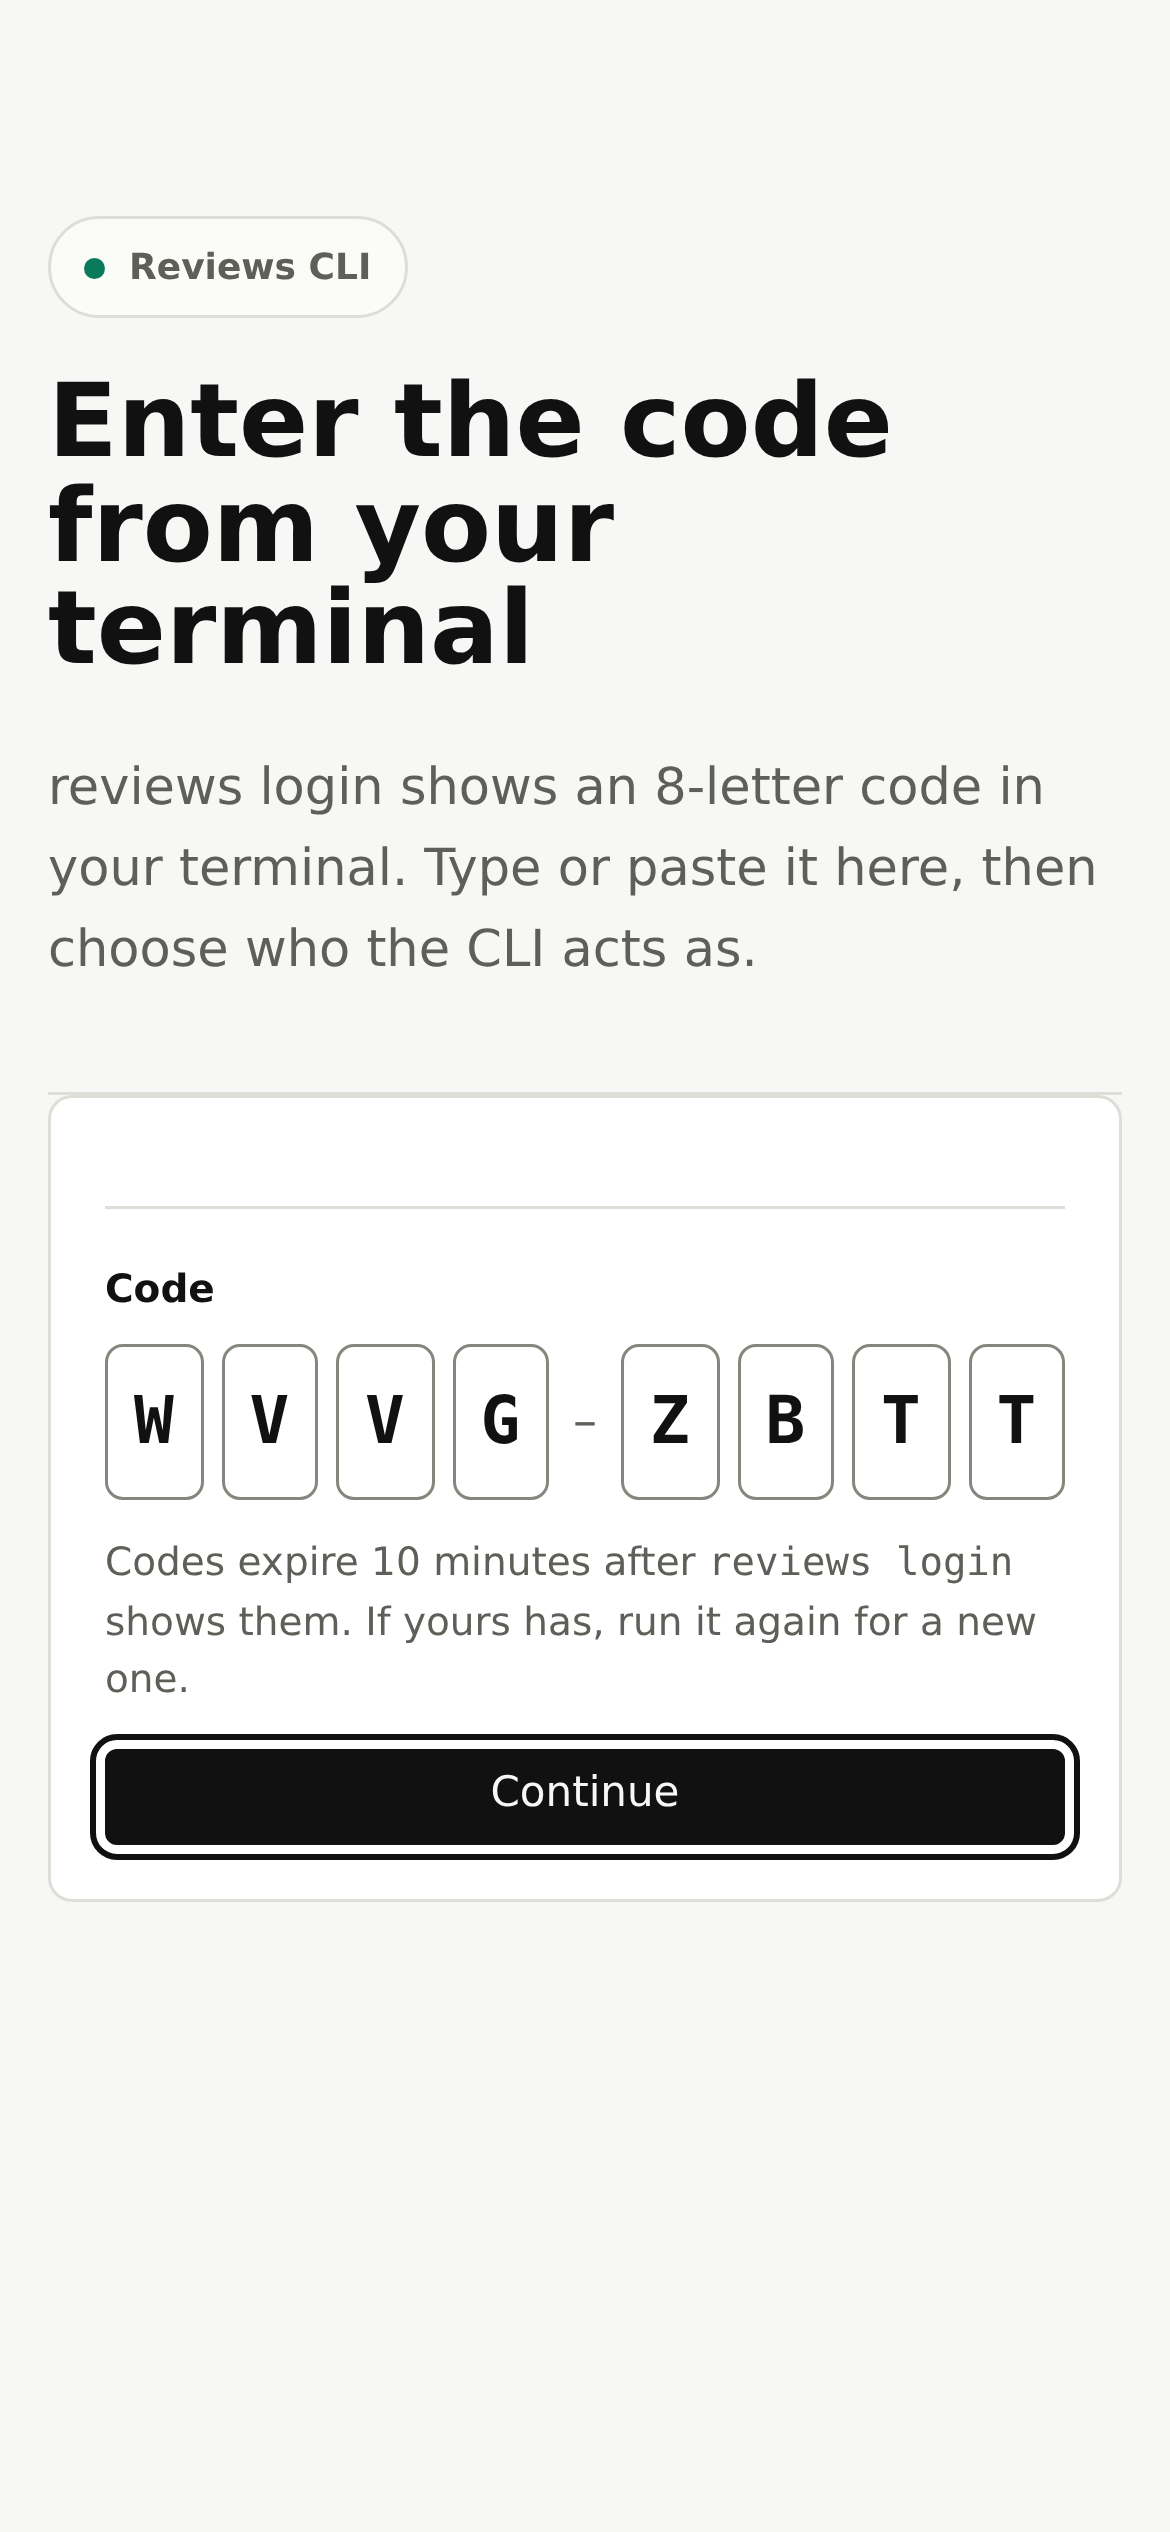 Reviews CLI
Enter the code
from your
terminal
reviews login shows an 8-letter code in
your terminal. Type or paste it here, then
choose who the CLI acts as.
Code
W V V G – Z B T T
Codes expire 10 minutes after reviews login
shows them. If yours has, run it again for a new
one.
Continue